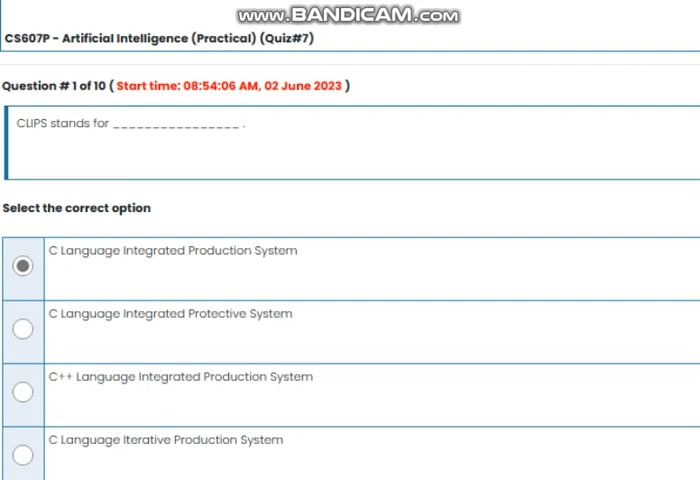 www.BANDICAM.com
CS607P - Artificial Intelligence (Practical) (Quiz#7)
Question # 1 of 10 ( Start time: 08:54:06 AM, 02 June 2023 )
CLIPS stands for ________________ .
Select the correct option
C Language Integrated Production System
C Language Integrated Protective System
C++ Language Integrated Production System
C Language Iterative Production System